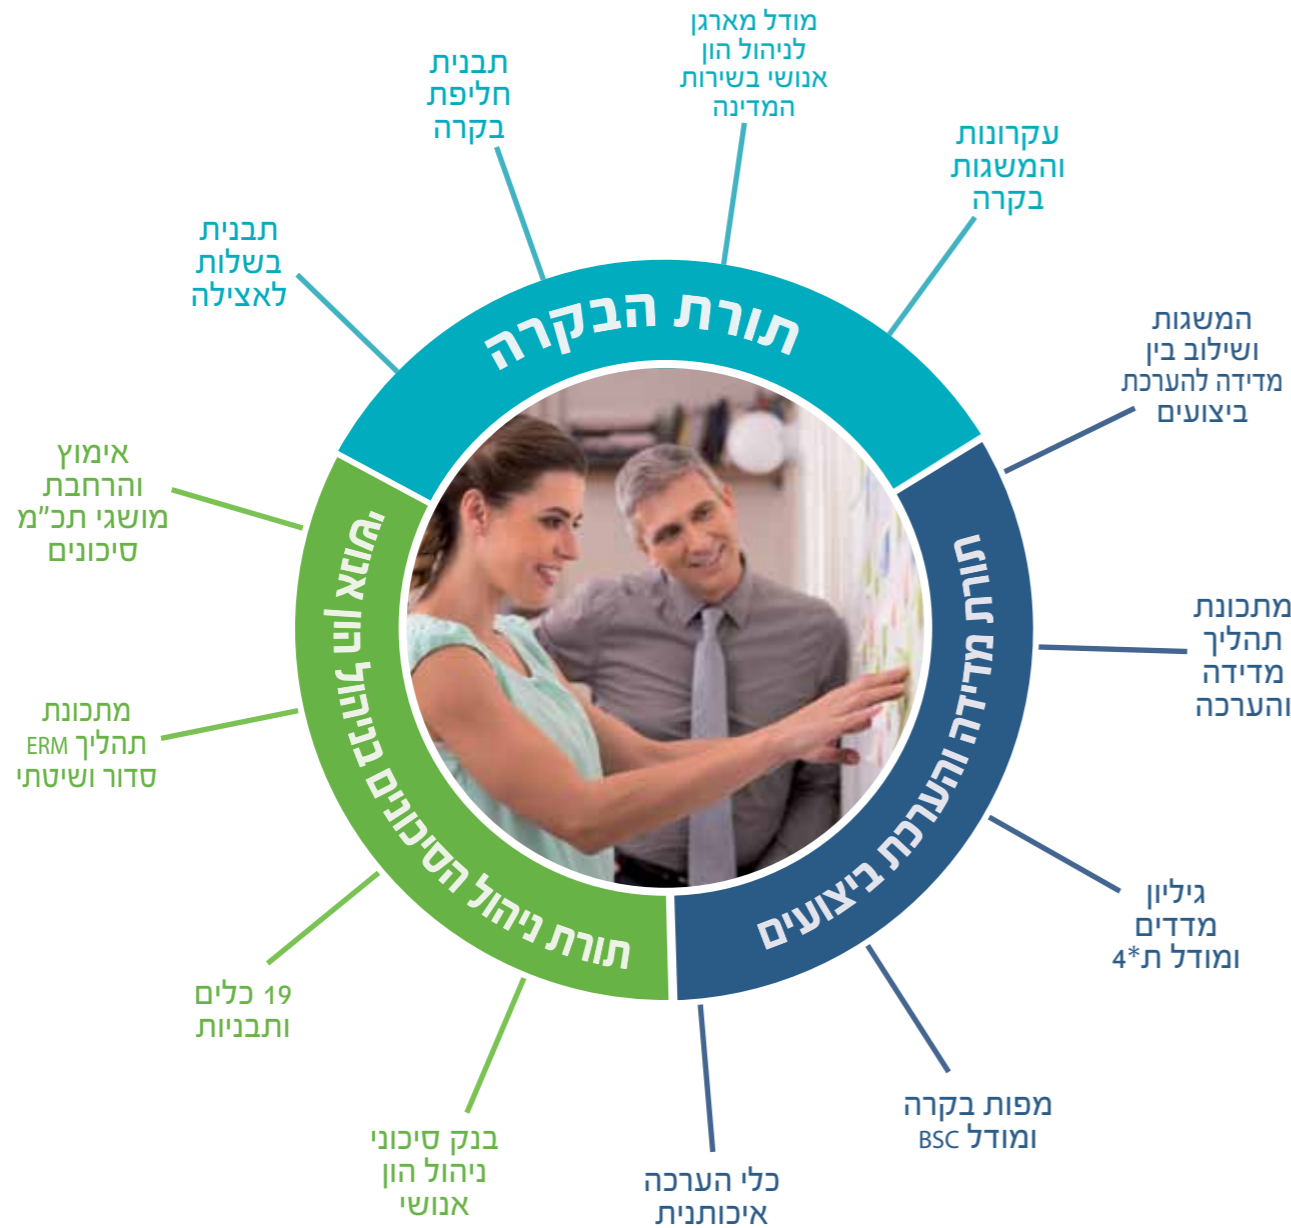 מודל מארגן
לניהול הון
אנושי בשירות
המדינה
תבנית
חליפת
בקרה
עקרונות
והמשגות
בקרה
תבנית
בשלות
לאצילה
תורת הבקרה
המשגות
ושילוב בין
מדידה להערכת
ביצועים
מתכונת
תהליך
מדידה
והערכה
גיליון
מדדים
ומודל ת*4
מפות בקרה
ומודל BSC
כלי הערכה
איכותנית
תורת מדידה והערכת ביצועים
אימוץ
והרחבת
מושגי תכ"מ
סיכונים
מתכונת
תהליך ERM
סדור ושיטתי
19 כלים
ותבניות
בנק סיכוני
ניהול הון
אנושי
תורת ניהול הסיכונים בניהול הון אנושי